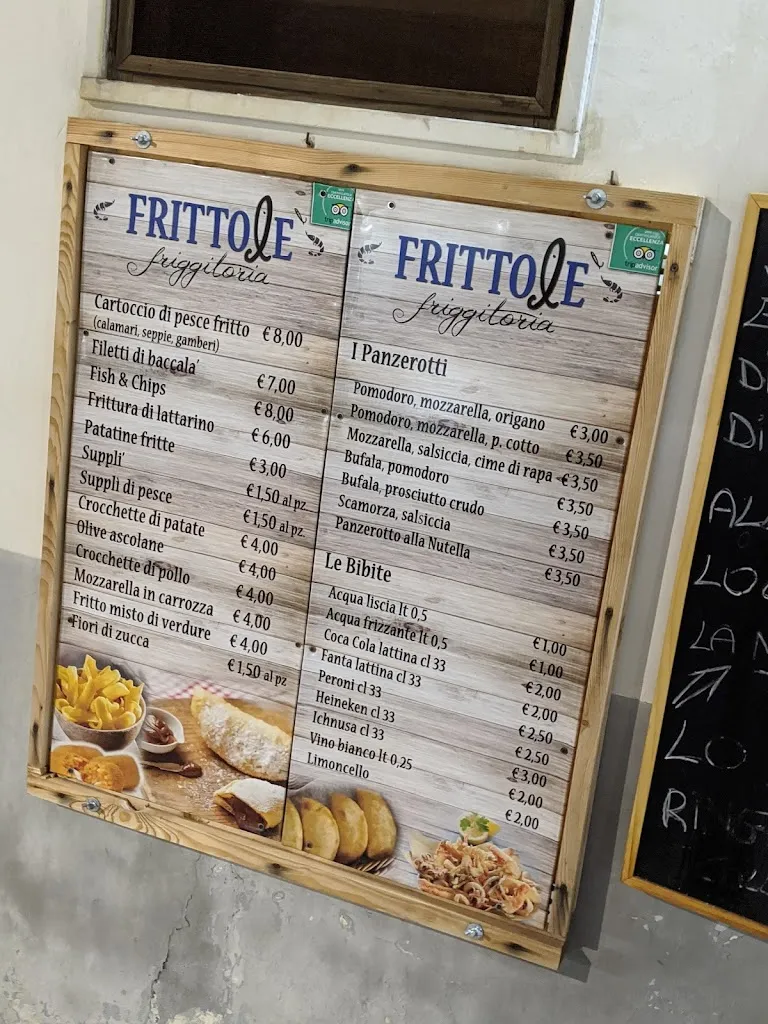 FRITTOLE
friggitoria
ECCELLENZA
tripadvisor
Cartoccio di pesce fritto € 8,00
(calamari, seppie, gamberi)
Filetti di baccala' € 7,00
Fish & Chips € 8,00
Frittura di lattarino € 6,00
Patatine fritte € 3,00
Suppli' € 1,50 al pz.
Supplì di pesce € 1,50 al pz.
Crocchette di patate € 4,00
Olive ascolane € 4,00
Crocchette di pollo € 4,00
Mozzarella in carrozza € 4,00
Fritto misto di verdure € 4,00
Fiori di zucca € 1,50 al pz
FRITTOLE
friggitoria
ECCELLENZA
tripadvisor
I Panzerotti
Pomodoro, mozzarella, origano € 3,00
Pomodoro, mozzarella, p. cotto € 3,50
Mozzarella, salsiccia, cime di rapa € 3,50
Bufala, pomodoro € 3,50
Bufala, prosciutto crudo € 3,50
Scamorza, salsiccia € 3,50
Panzerotto alla Nutella € 3,50
Le Bibite
Acqua liscia lt 0,5 € 1,00
Acqua frizzante lt 0,5 € 1,00
Coca Cola lattina cl 33 € 2,00
Fanta lattina cl 33 € 2,00
Peroni cl 33 € 2,50
Heineken cl 33 € 2,50
Ichnusa cl 33 € 3,00
Vino bianco lt 0,25 € 2,00
Limoncello € 2,00
Di
LA
LO